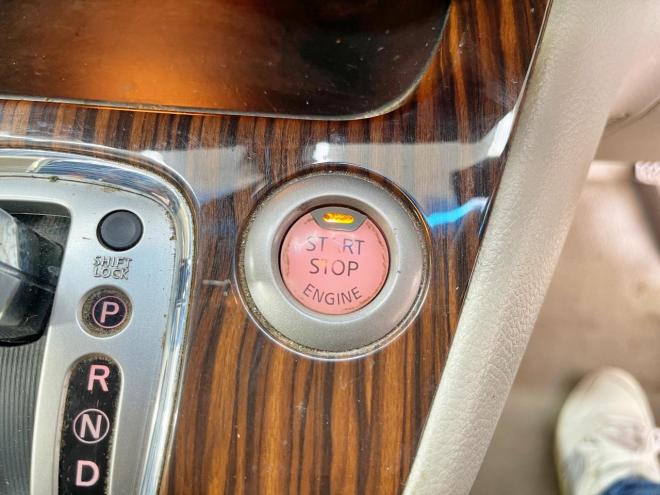 START
STOP
ENGINE
SHIFT
LOCK
P
R
N
D